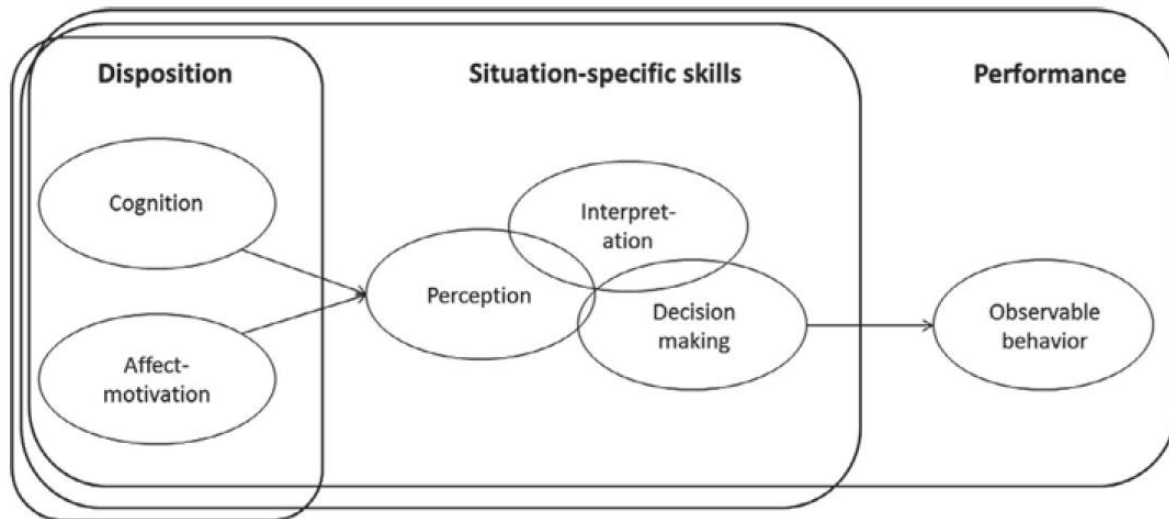 Disposition
Situation-specific skills
Performance
Cognition
Affect-
motivation
Perception
Interpret-
ation
Decision
making
Observable
behavior